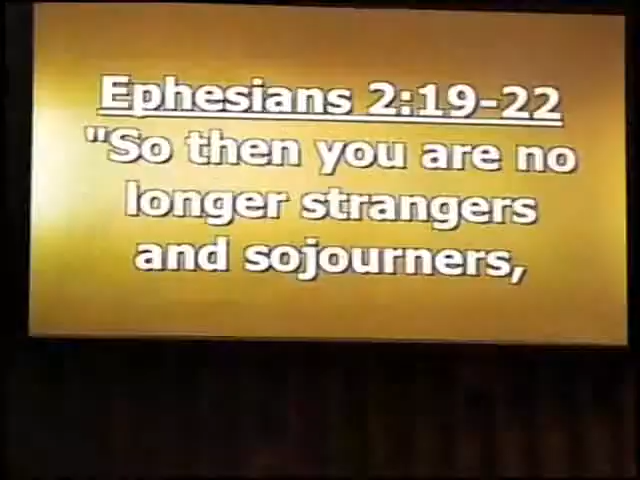 Ephesians 2:19-22
"So then you are no
longer strangers
and sojourners,